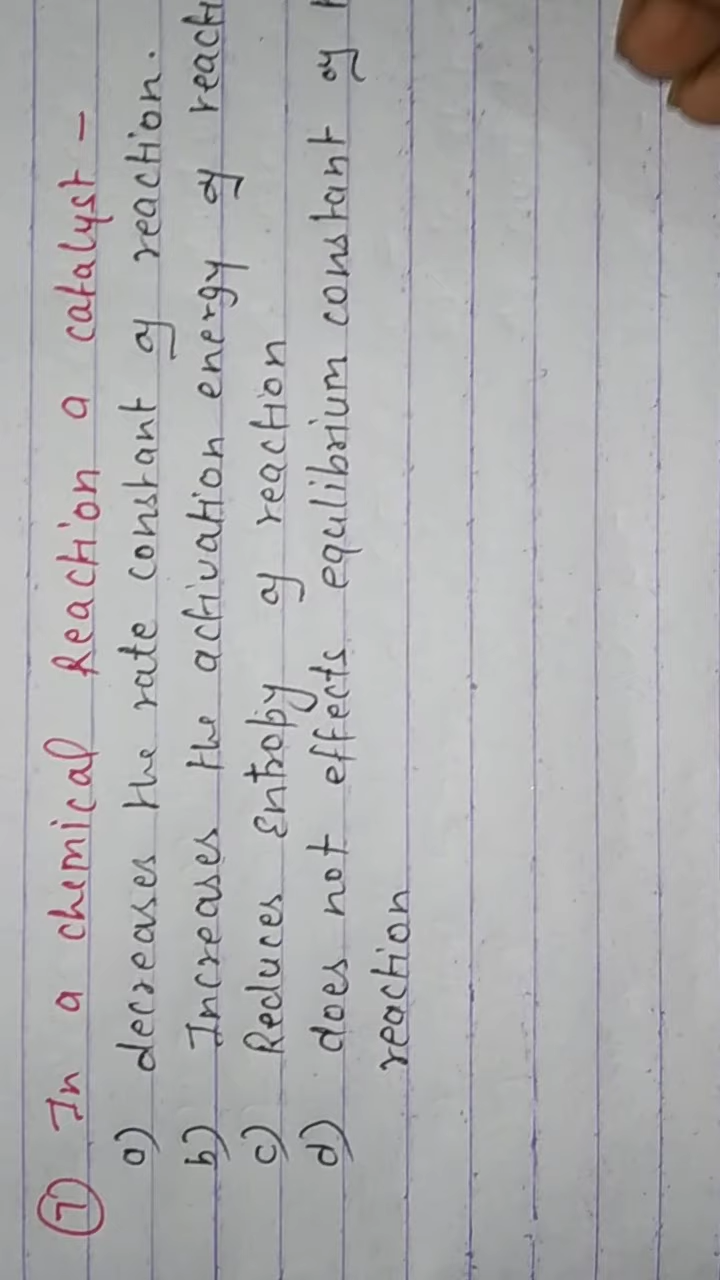 7 In a chemical Reaction a catalyst -
a) decreases the rate constant of reaction.
b) Increases the activation energy of reacti
c) Reduces Entropy of reaction
d) does not effects equlibrium constant of
reaction